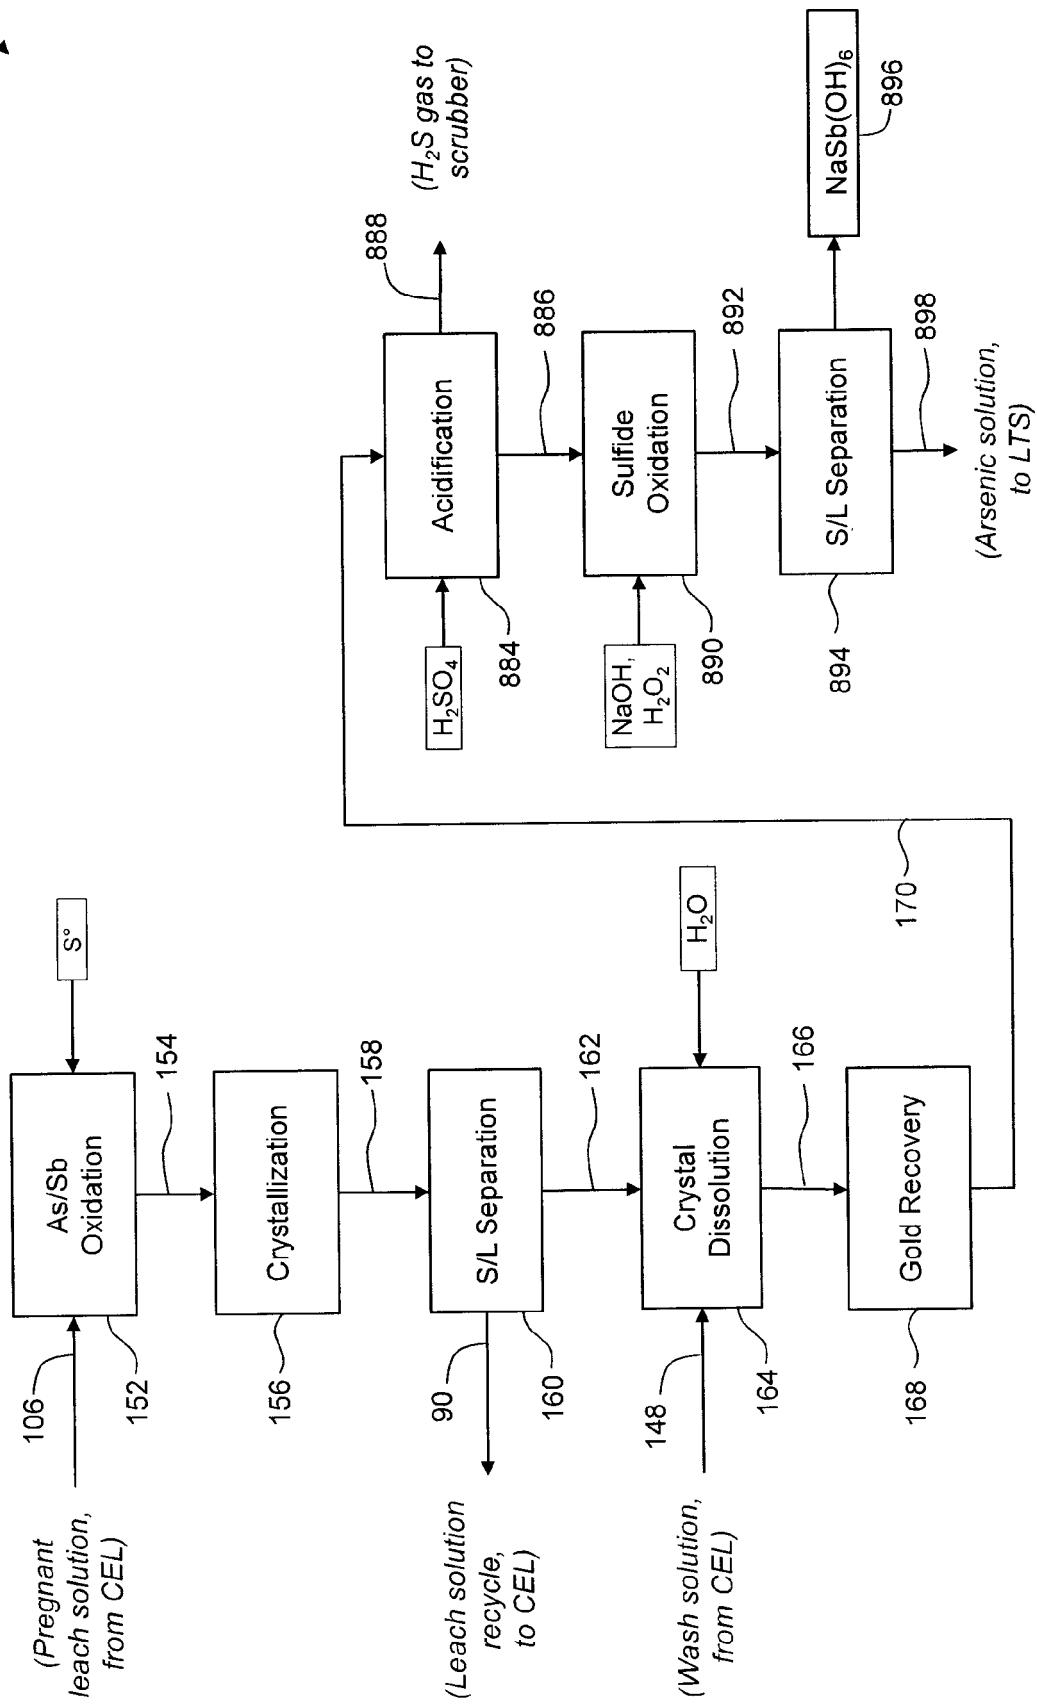 106
(Pregnant
leach solution,
from CEL)
As/Sb
Oxidation
152
S°
154
Crystallization
156
158
S/L Separation
160
90
(Leach solution
recycle,
to CEL)
162
Crystal
Dissolution
164
H₂O
148
(Wash solution,
from CEL)
166
Gold Recovery
168
170
Acidification
884
H₂SO₄
888
(H₂S gas to
scrubber)
886
Sulfide
Oxidation
890
NaOH,
H₂O₂
892
S/L Separation
894
NaSb(OH)₆
896
898
(Arsenic solution,
to LTS)